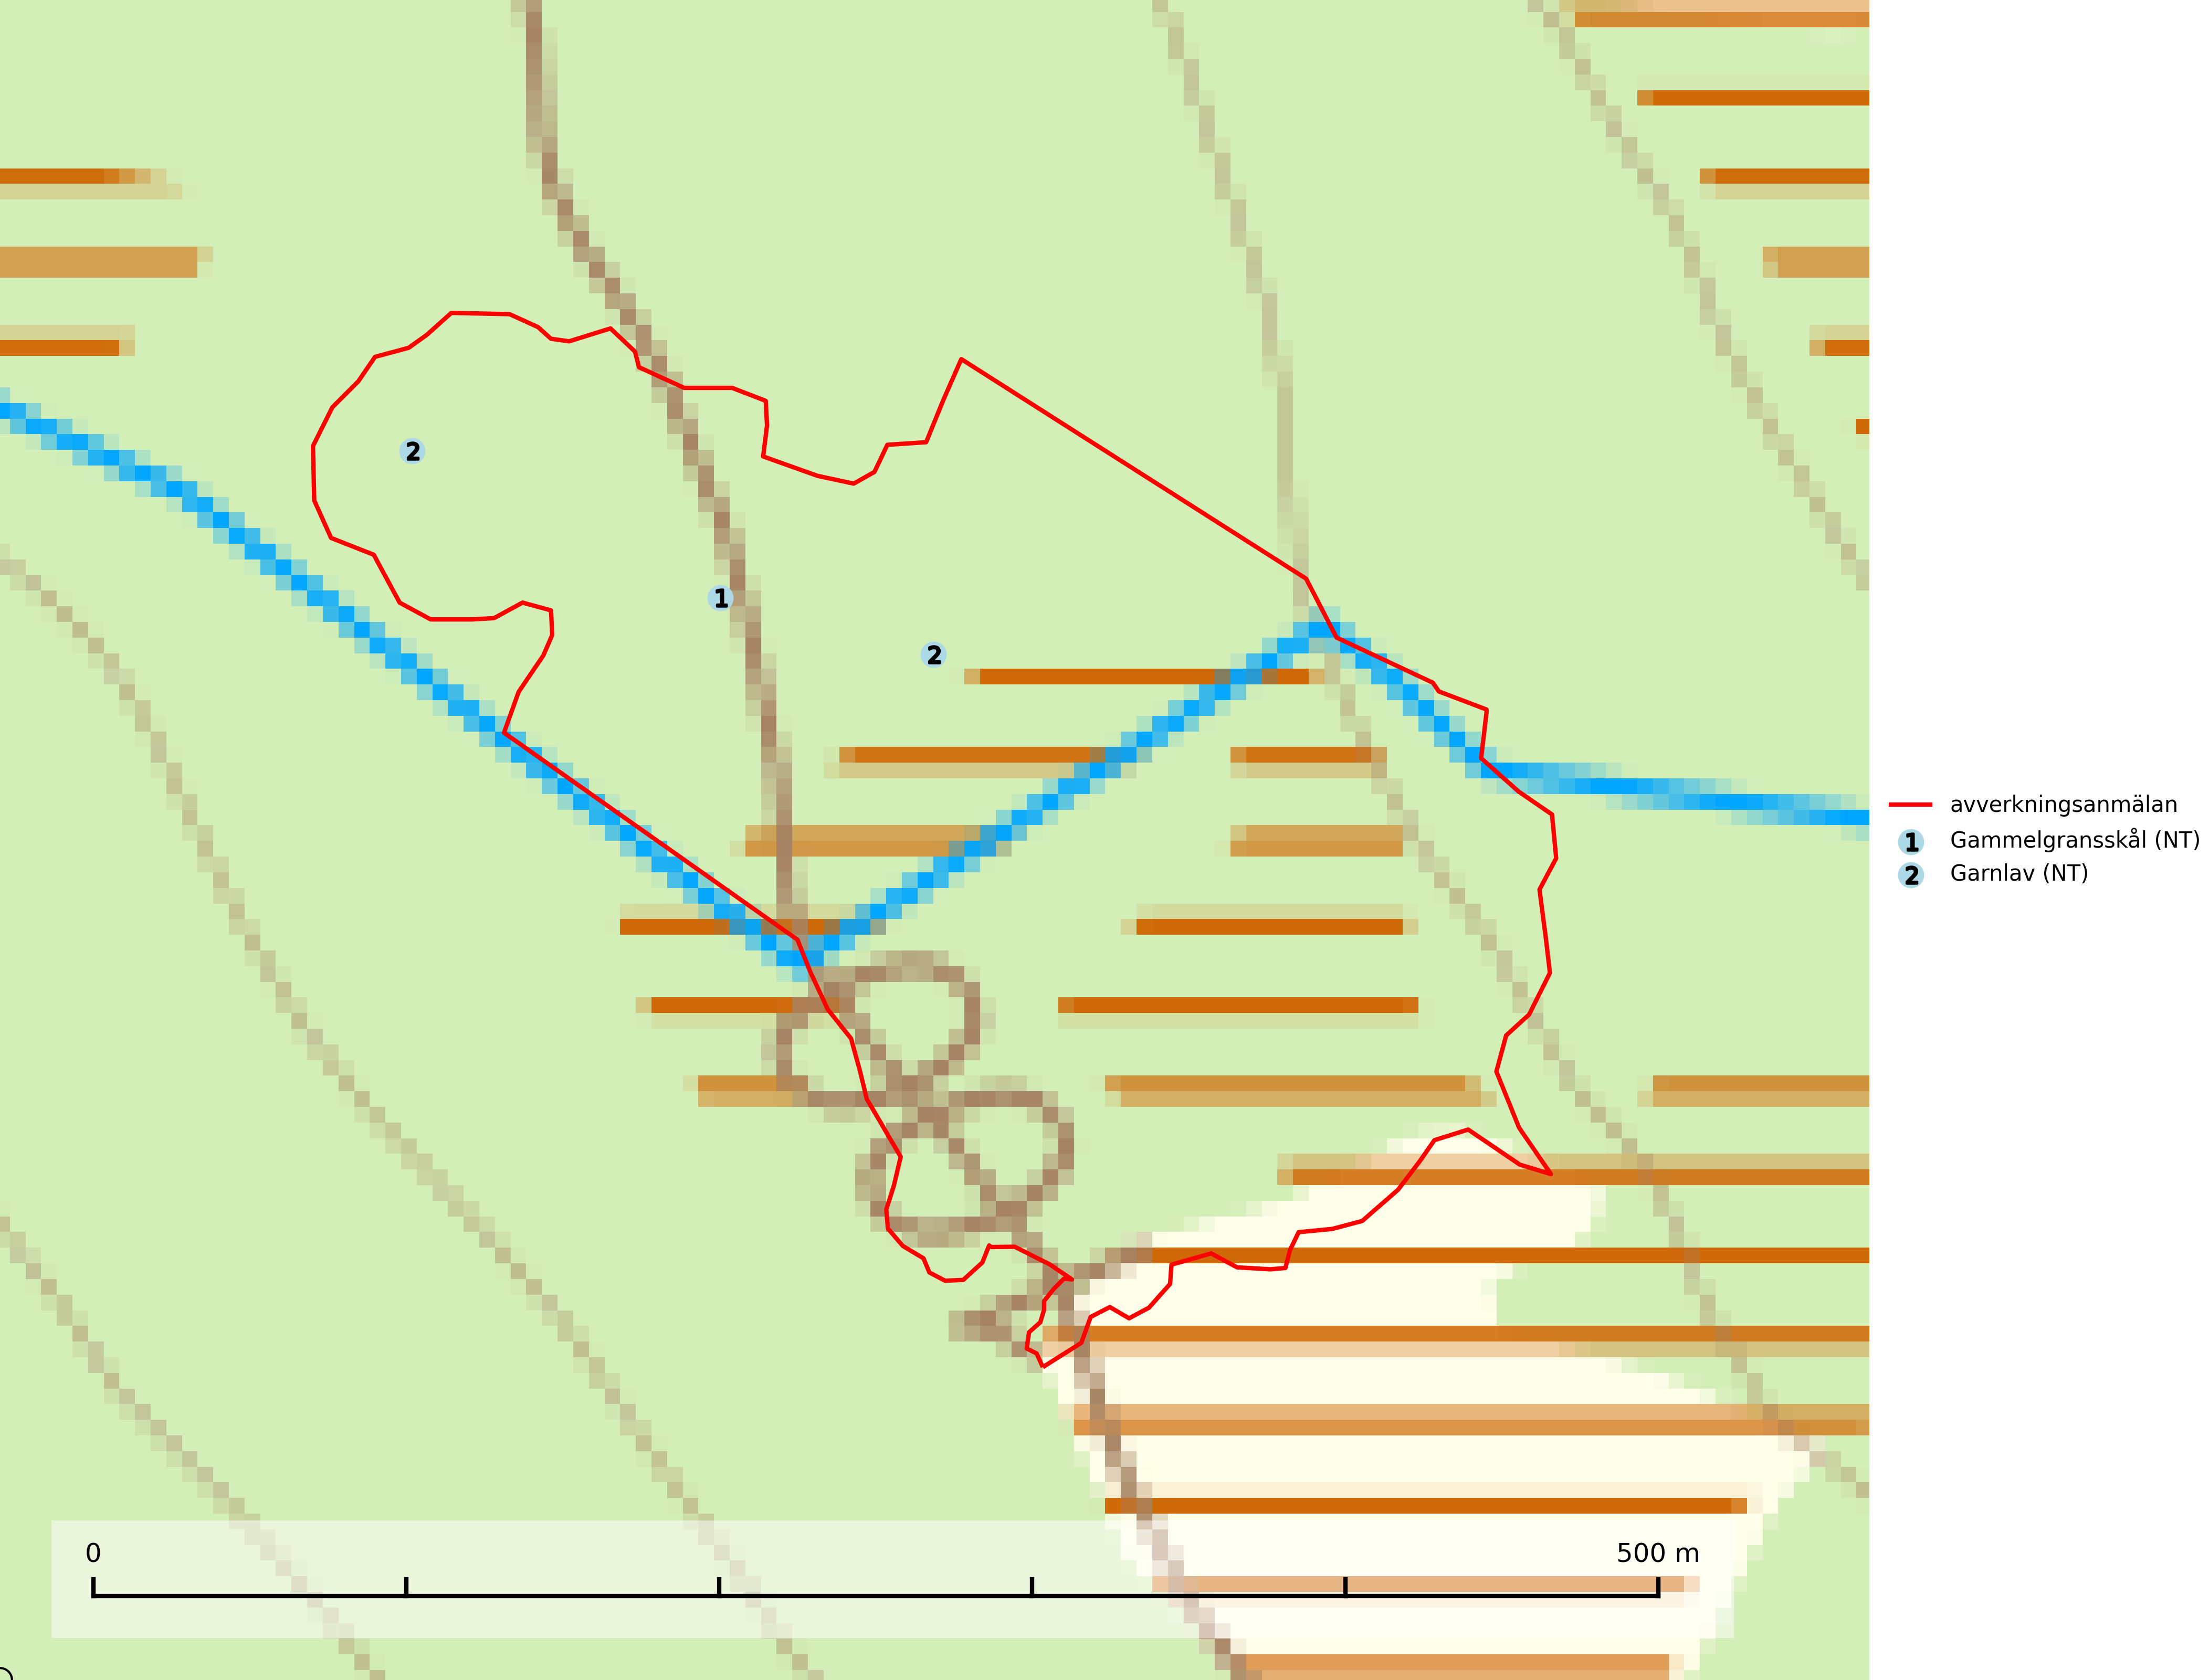 2
1
2
avverkningsanmälan
1 Gammelgransskål (NT)
2 Garnlav (NT)
0 500 m